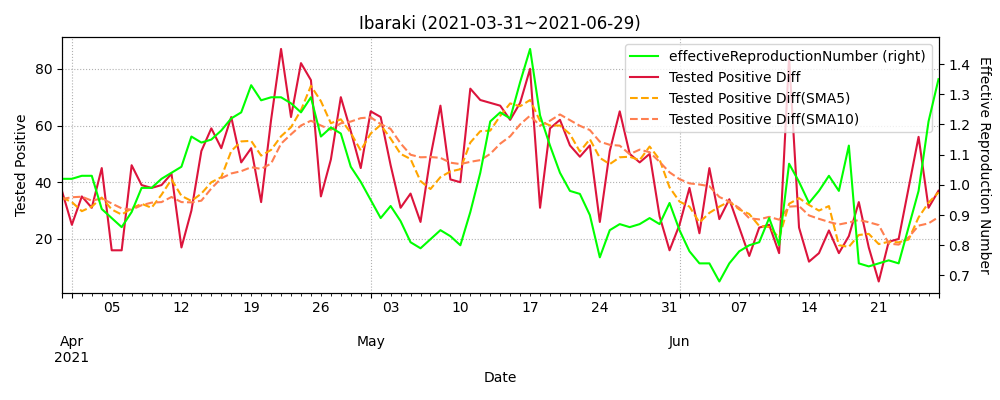 Ibaraki (2021-03-31~2021-06-29)
effectiveReproductionNumber (right)
Tested Positive Diff
Tested Positive Diff(SMA5)
Tested Positive Diff(SMA10)
Tested Positive
80
60
40
20
Effective Reproduction Number
1.4
1.3
1.2
1.1
1.0
0.9
0.8
0.7
05 12 19 26 03 10 17 24 31 07 14 21
Apr May Jun
2021
Date